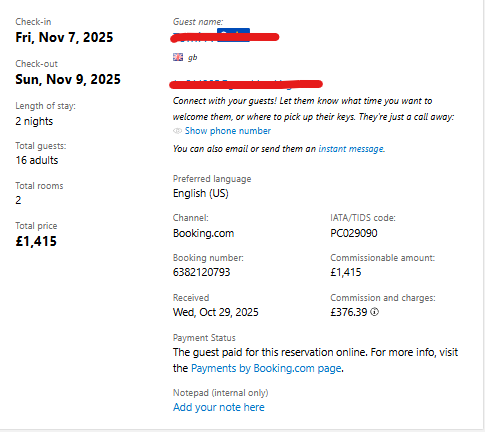 Check-in
Fri, Nov 7, 2025
Check-out
Sun, Nov 9, 2025
Length of stay:
2 nights
Total guests:
16 adults
Total rooms
2
Total price
£1,415
Guest name:
gb
Connect with your guests! Let them know what time you want to
welcome them, or where to pick up their keys. They're just a call away:
Show phone number
You can also email or send them an instant message.
Preferred language
English (US)
Channel:
Booking.com
IATA/TIDS code:
PC029090
Booking number:
6382120793
Commissionable amount:
£1,415
Received
Wed, Oct 29, 2025
Commission and charges:
£376.39
Payment Status
The guest paid for this reservation online. For more info, visit
the Payments by Booking.com page.
Notepad (internal only)
Add your note here